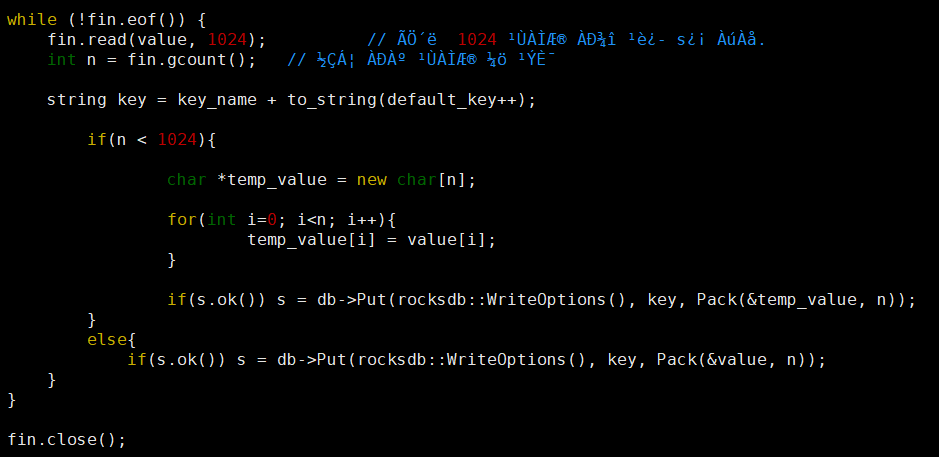 while (!fin.eof()) {
    fin.read(value, 1024);          // ÃÖ´ë  1024 ¹ÙÀÌÆ® ÀÐ¾î ¹è¿­ s¿¡ ÀúÀå.
    int n = fin.gcount();   // ½ÇÁ¦ ÀÐÀº ¹ÙÀÌÆ® ¼ö ¹ÝÈ¯
    string key = key_name + to_string(default_key++);
        if(n < 1024){
                char *temp_value = new char[n];
                for(int i=0; i<n; i++){
                        temp_value[i] = value[i];
                }
                if(s.ok()) s = db->Put(rocksdb::WriteOptions(), key, Pack(&temp_value, n));
        }
        else{
            if(s.ok()) s = db->Put(rocksdb::WriteOptions(), key, Pack(&value, n));
    }
}
fin.close();